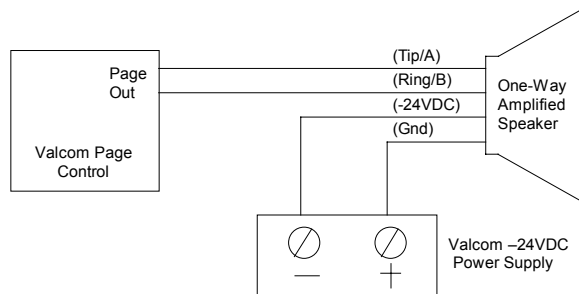 (Tip/A)
Page
Out
(Ring/B)
(-24VDC)
(Gnd)
One-Way
Amplified
Speaker
Valcom Page
Control
Valcom –24VDC
Power Supply